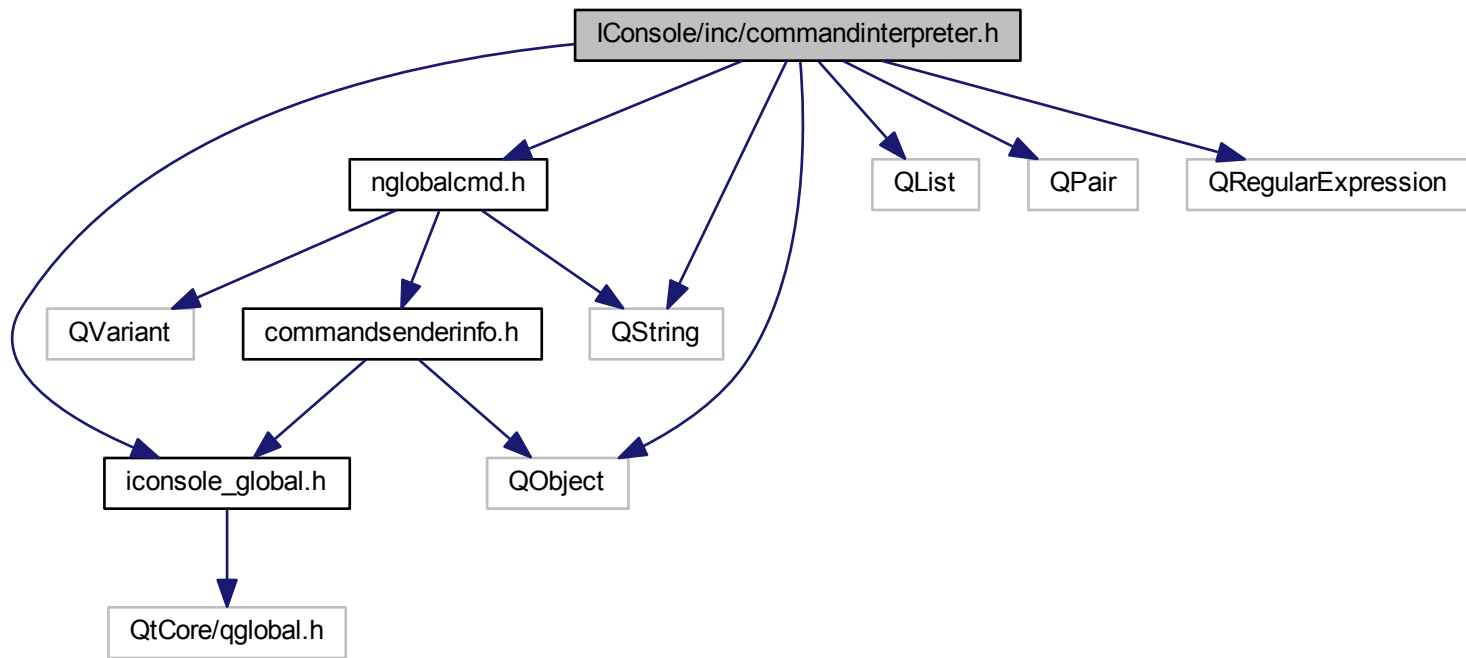 IConsole/inc/commandinterpreter.h
nglobalcmd.h
QList
QPair
QRegularExpression
QVariant
commandsenderinfo.h
QString
iconsole_global.h
QObject
QtCore/qglobal.h